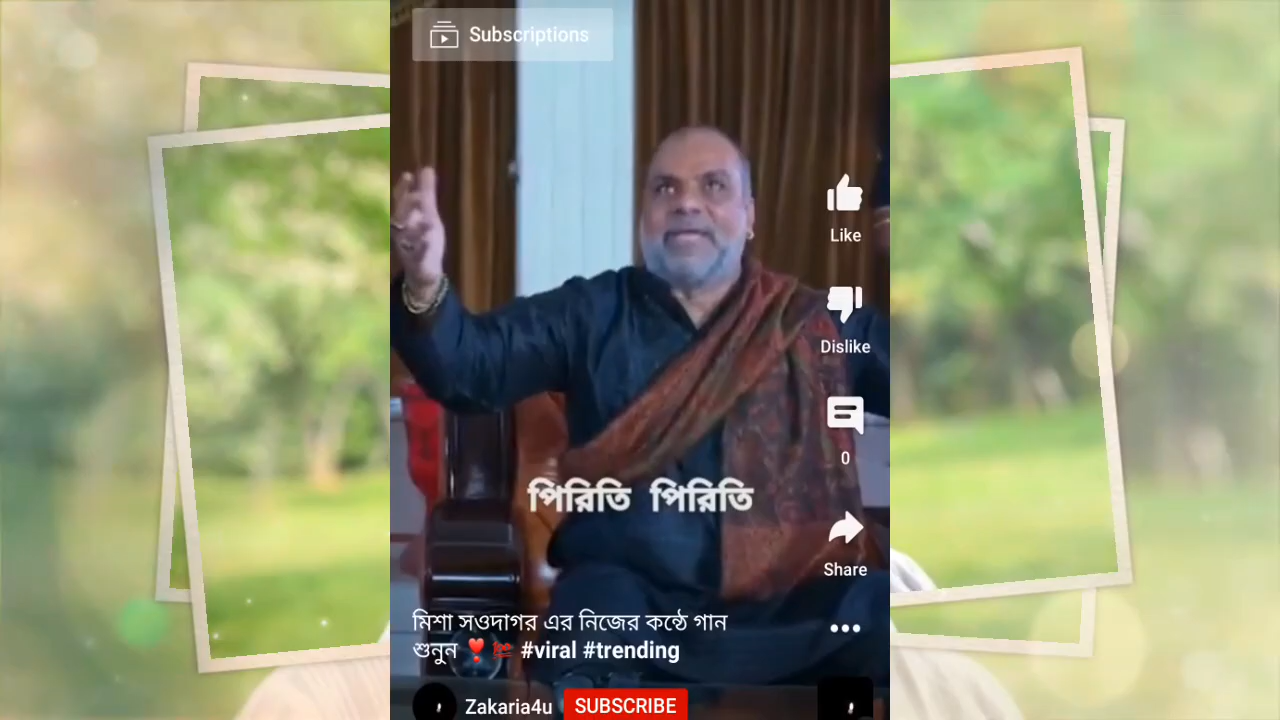 Subscriptions
Like
Dislike
0
পিরিতি পিরিতি
Share
মিশা সওদাগর এর নিজের কন্ঠে গান
শুনুন ❣️💯 #viral #trending
Zakaria4u SUBSCRIBE